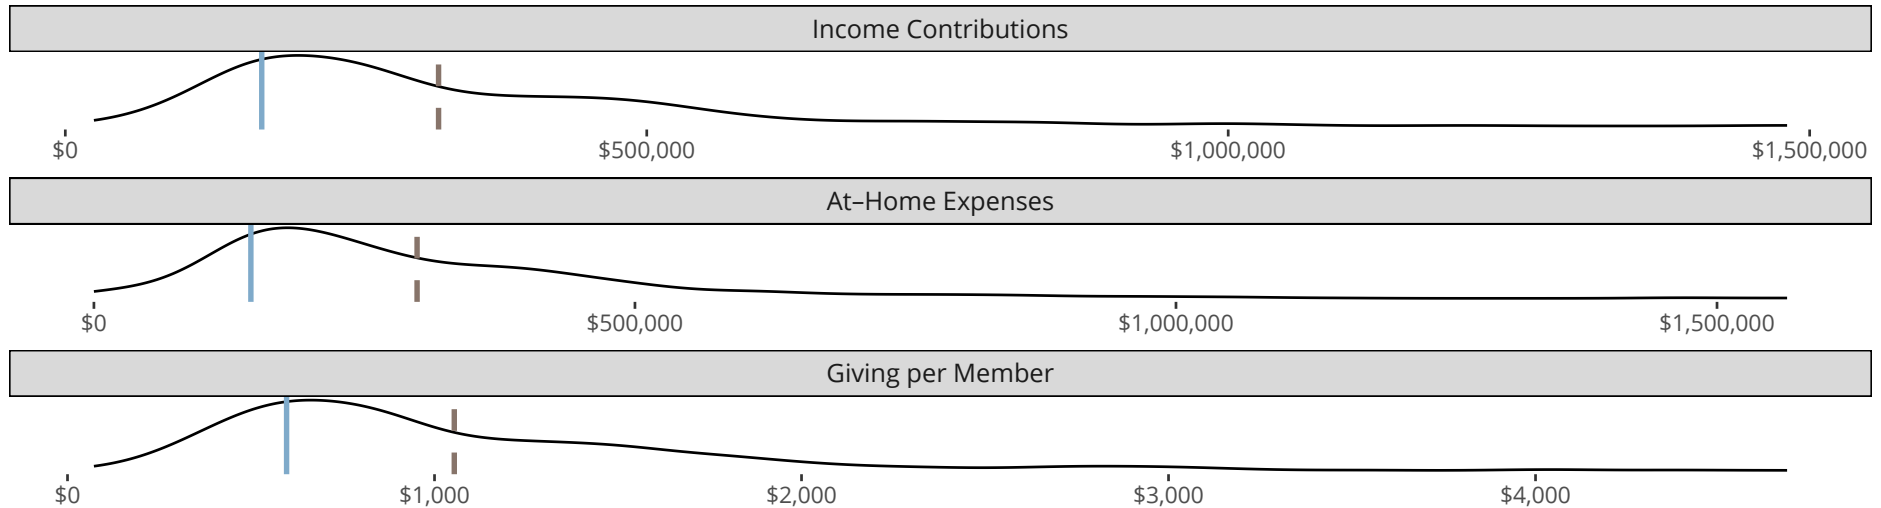 Income Contributions
$0 $500,000 $1,000,000 $1,500,000
At–Home Expenses
$0 $500,000 $1,000,000 $1,500,000
Giving per Member
$0 $1,000 $2,000 $3,000 $4,000